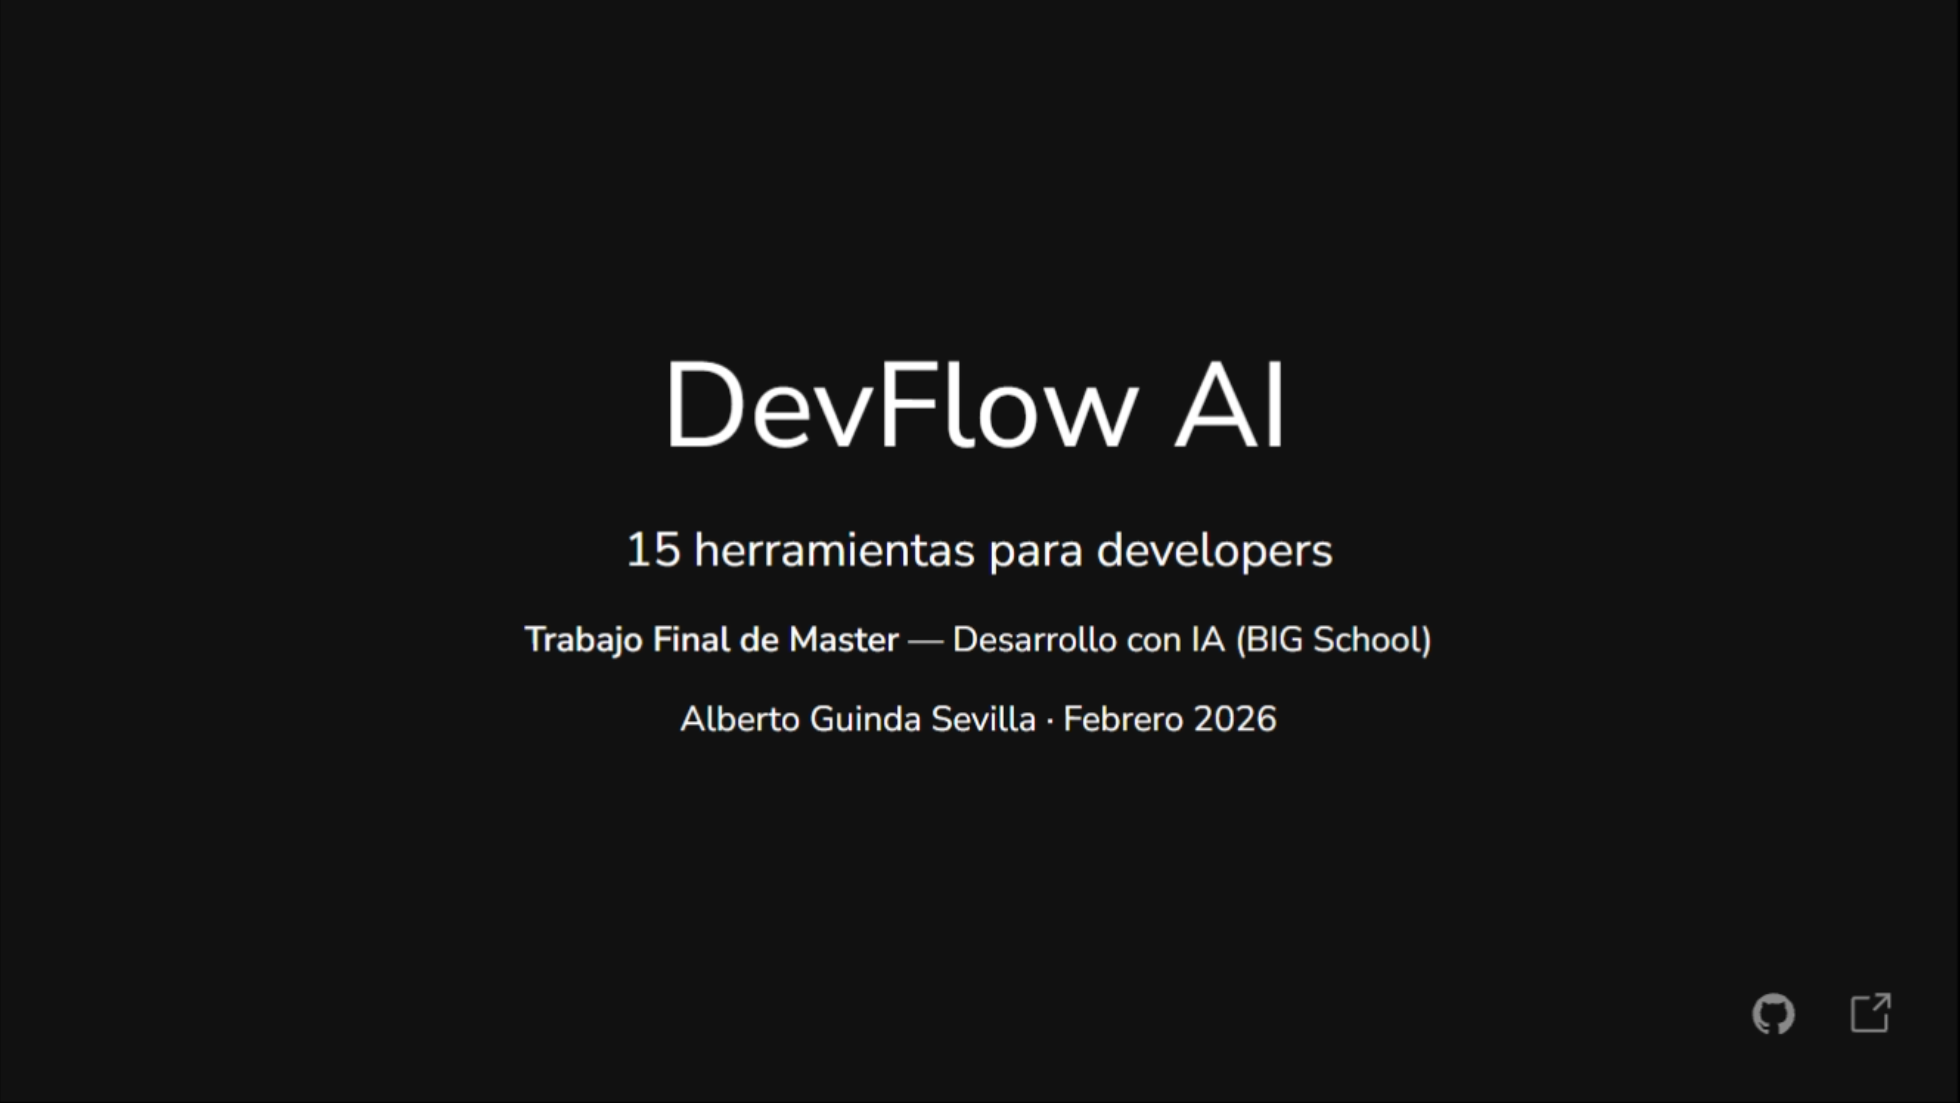 DevFlow AI
15 herramientas para developers
Trabajo Final de Master — Desarrollo con IA (BIG School)
Alberto Guinda Sevilla · Febrero 2026